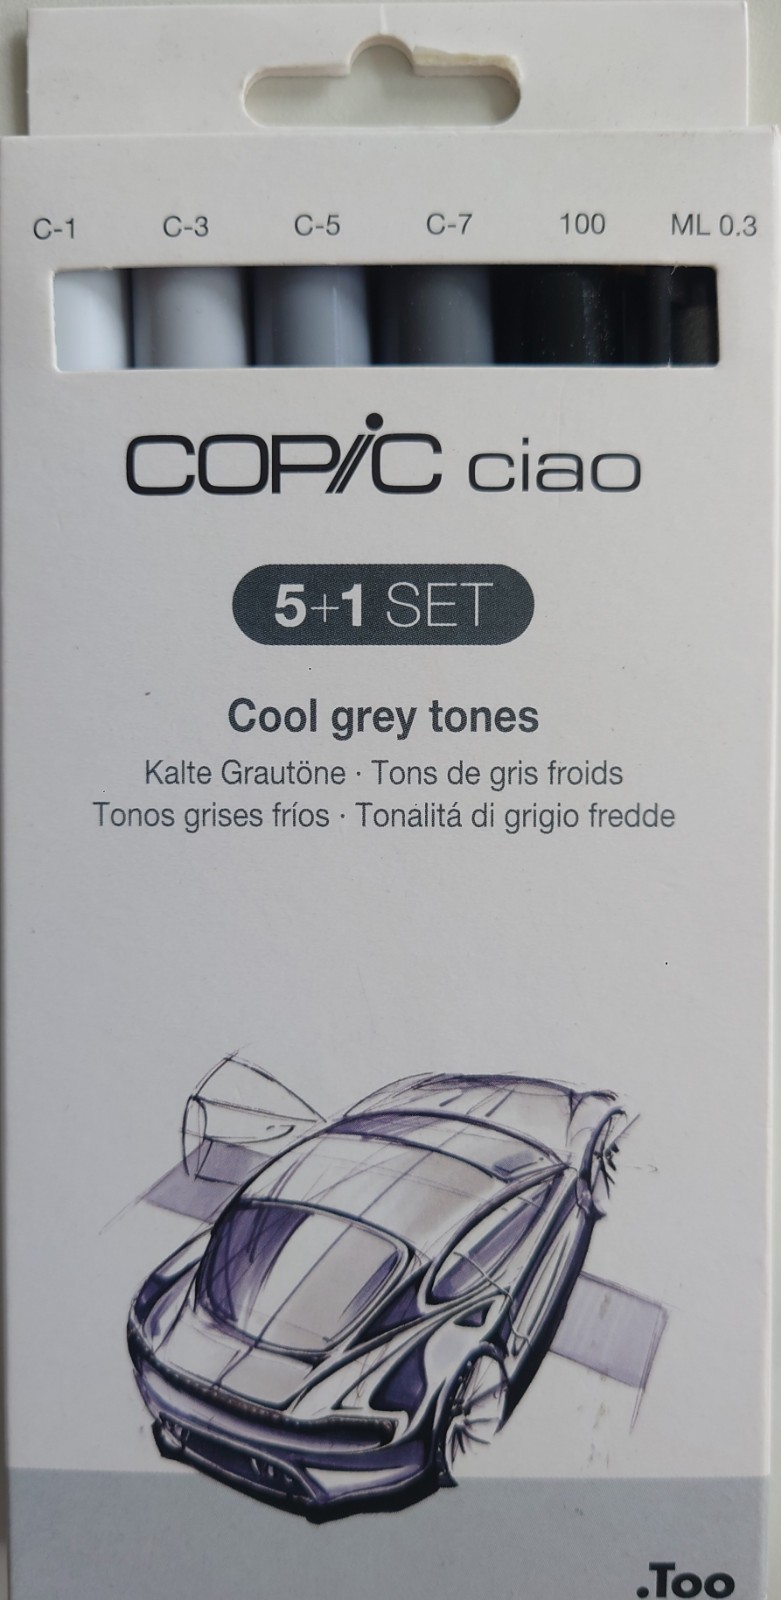 C-1 C-3 C-5 C-7 100 ML 0.3
COPIC ciao
5+1 SET
Cool grey tones
Kalte Grautöne · Tons de gris froids
Tonos grises fríos · Tonalitá di grigio fredde
.Too